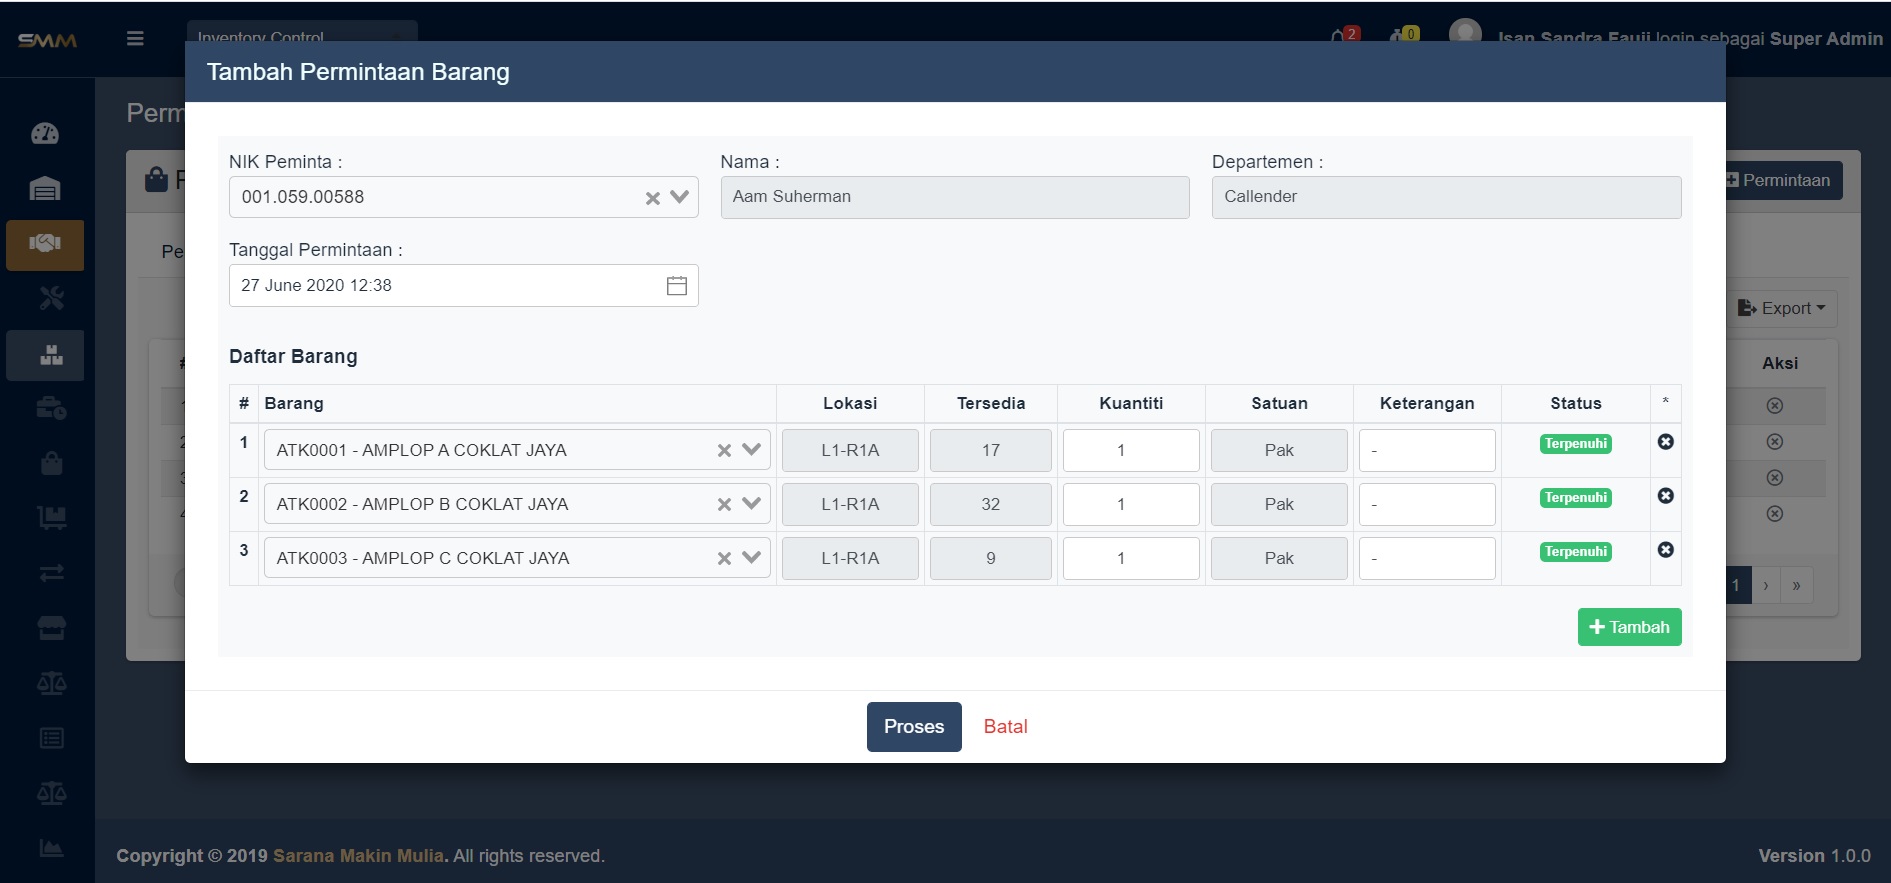 SMM
Inventory Control
2
0
Isan Sandra Fauji login sebagai Super Admin
Tambah Permintaan Barang
Perm
Permintaan
NIK Peminta :
Nama :
Departemen :
001.059.00588
Aam Suherman
Callender
Pe
Tanggal Permintaan :
27 June 2020 12:38
Export
Daftar Barang
Aksi
# Barang Lokasi Tersedia Kuantiti Satuan Keterangan Status *
1 ATK0001 - AMPLOP A COKLAT JAYA L1-R1A 17 1 Pak - Terpenuhi
2 ATK0002 - AMPLOP B COKLAT JAYA L1-R1A 32 1 Pak - Terpenuhi
3 ATK0003 - AMPLOP C COKLAT JAYA L1-R1A 9 1 Pak - Terpenuhi
1 › »
Tambah
Proses Batal
Copyright © 2019 Sarana Makin Mulia. All rights reserved.
Version 1.0.0